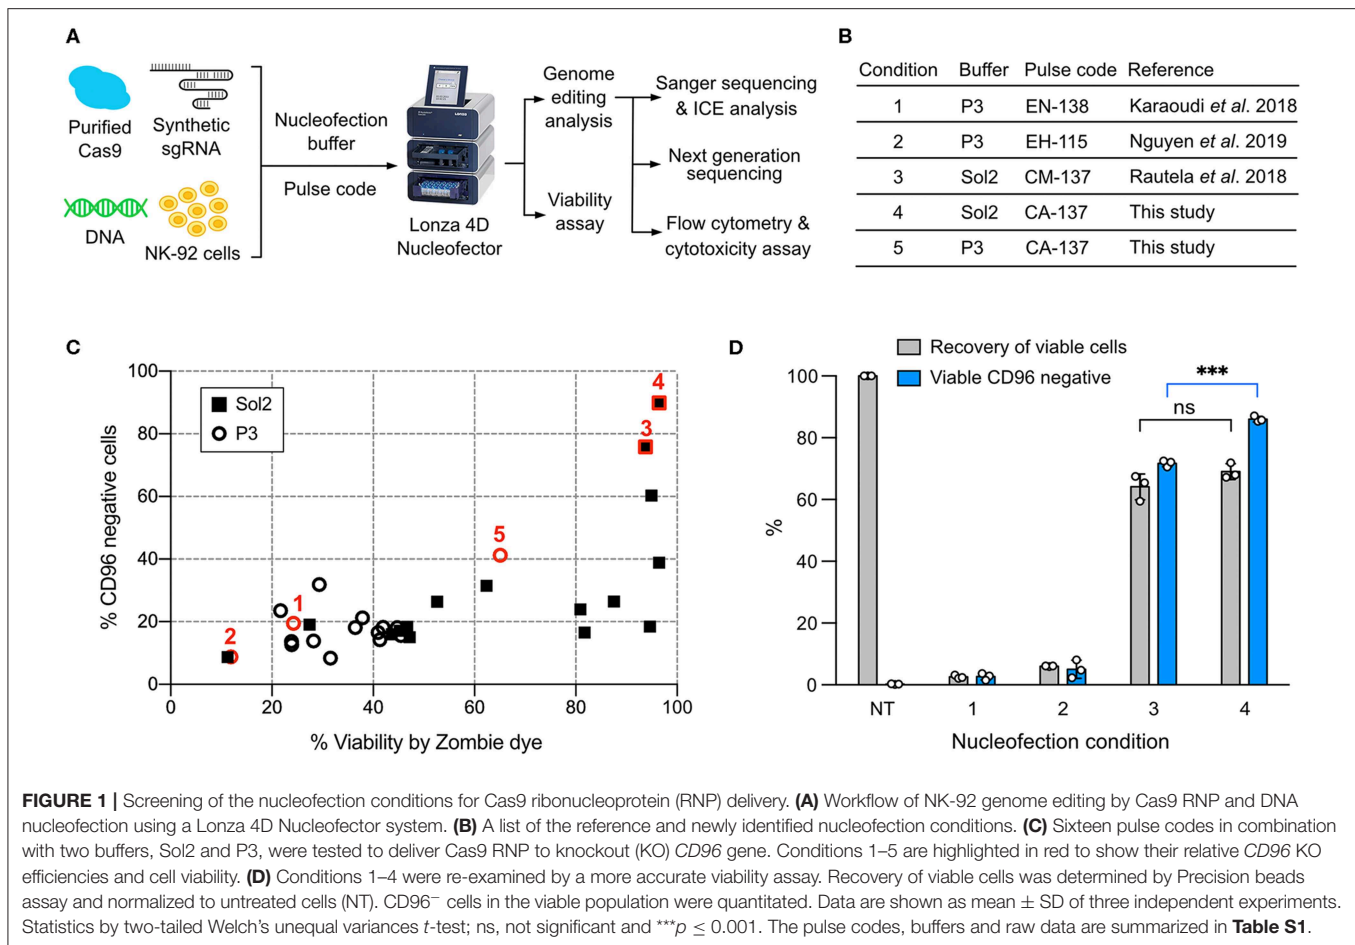 A
Purified
Cas9
Synthetic
sgRNA
DNA
NK-92 cells
Nucleofection
buffer
Pulse code
Lonza
Lonza 4D
Nucleofector
Genome
editing
analysis
Viability
assay
Sanger sequencing
& ICE analysis
Next generation
sequencing
Flow cytometry &
cytotoxicity assay
B
Condition Buffer Pulse code Reference
1 P3 EN-138 Karaoudi et al. 2018
2 P3 EH-115 Nguyen et al. 2019
3 Sol2 CM-137 Rautela et al. 2018
4 Sol2 CA-137 This study
5 P3 CA-137 This study
C
% CD96 negative cells
100
80
60
40
20
0
Sol2
P3
1
2
3
4
5
20 40 60 80 100
% Viability by Zombie dye
D
Recovery of viable cells
Viable CD96 negative
%
100
80
60
40
20
0
ns
***
NT 1 2 3 4
Nucleofection condition
FIGURE 1 | Screening of the nucleofection conditions for Cas9 ribonucleoprotein (RNP) delivery. (A) Workflow of NK-92 genome editing by Cas9 RNP and DNA
nucleofection using a Lonza 4D Nucleofector system. (B) A list of the reference and newly identified nucleofection conditions. (C) Sixteen pulse codes in combination
with two buffers, Sol2 and P3, were tested to deliver Cas9 RNP to knockout (KO) CD96 gene. Conditions 1–5 are highlighted in red to show their relative CD96 KO
efficiencies and cell viability. (D) Conditions 1–4 were re-examined by a more accurate viability assay. Recovery of viable cells was determined by Precision beads
assay and normalized to untreated cells (NT). CD96⁻ cells in the viable population were quantitated. Data are shown as mean ± SD of three independent experiments.
Statistics by two-tailed Welch's unequal variances t-test; ns, not significant and ***p ≤ 0.001. The pulse codes, buffers and raw data are summarized in Table S1.